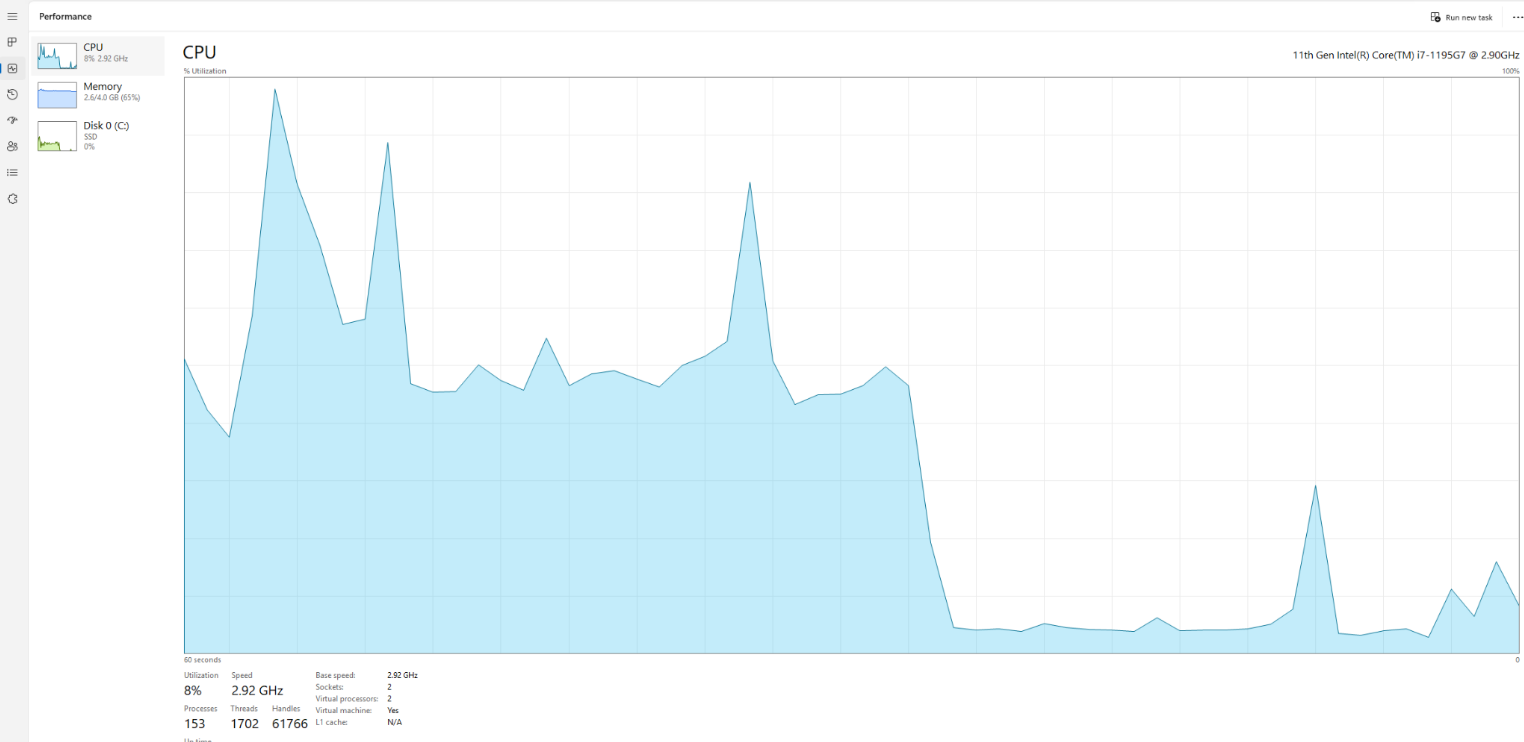 Performance
Run new task
CPU
8% 2.92 GHz
Memory
2.6/4.0 GB (65%)
Disk 0 (C:)
SSD
0%
CPU
11th Gen Intel(R) Core(TM) i7-1195G7 @ 2.90GHz
% Utilization
100%
60 seconds
0
Utilization Speed
8% 2.92 GHz
Processes Threads Handles
153 1702 61766
Up time
Base speed: 2.92 GHz
Sockets: 2
Virtual processors: 2
Virtual machine: Yes
L1 cache: N/A